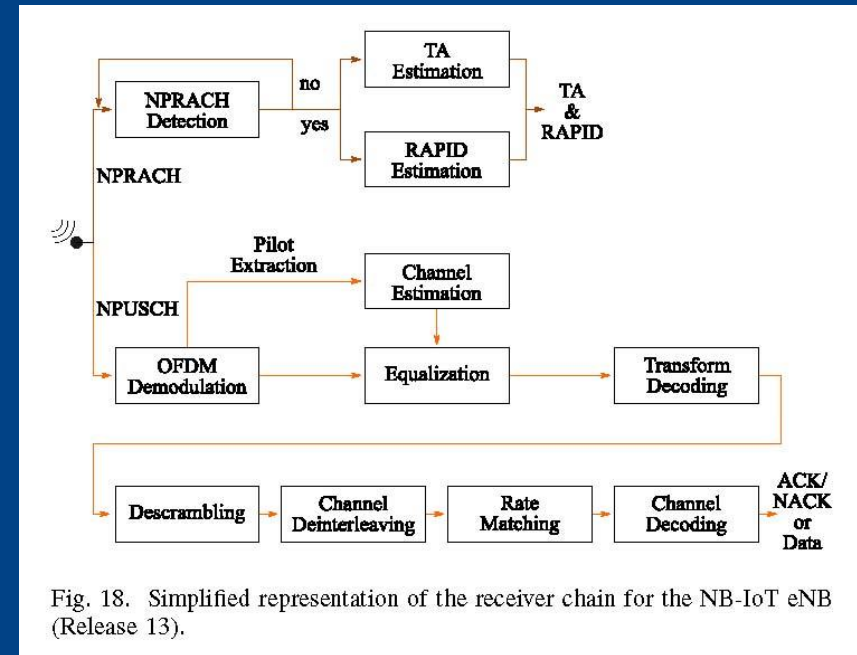 TA
Estimation
no
NPRACH
Detection
yes
TA
&
RAPID
RAPID
Estimation
NPRACH
Pilot
Extraction
Channel
Estimation
NPUSCH
OFDM
Demodulation
Equalization
Transform
Decoding
Descrambling
Channel
Deinterleaving
Rate
Matching
Channel
Decoding
ACK/
NACK
or
Data
Fig. 18. Simplified representation of the receiver chain for the NB-IoT eNB
(Release 13).